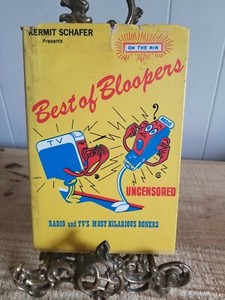 KERMIT SCHAFER
Presents
ON THE AIR
Best of Bloopers
TV
UNCENSORED
RADIO and TV'S MOST HILARIOUS BONERS